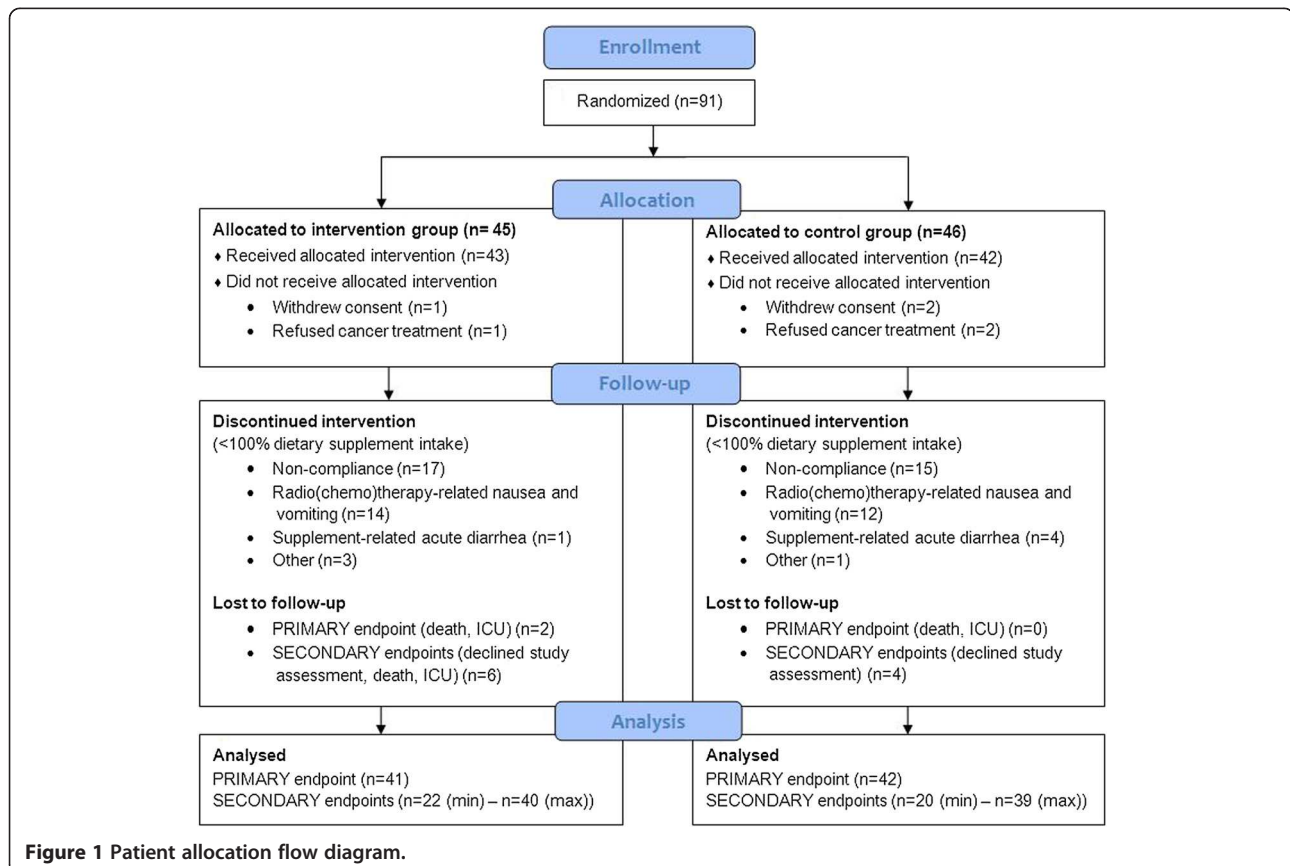 Enrollment
Randomized (n=91)
Allocation
Allocated to intervention group (n= 45)
♦ Received allocated intervention (n=43)
♦ Did not receive allocated intervention
• Withdrew consent (n=1)
• Refused cancer treatment (n=1)
Allocated to control group (n=46)
♦ Received allocated intervention (n=42)
♦ Did not receive allocated intervention
• Withdrew consent (n=2)
• Refused cancer treatment (n=2)
Follow-up
Discontinued intervention
(<100% dietary supplement intake)
• Non-compliance (n=17)
• Radio(chemo)therapy-related nausea and
vomiting (n=14)
• Supplement-related acute diarrhea (n=1)
• Other (n=3)
Lost to follow-up
• PRIMARY endpoint (death, ICU) (n=2)
• SECONDARY endpoints (declined study
assessment, death, ICU) (n=6)
Discontinued intervention
(<100% dietary supplement intake)
• Non-compliance (n=15)
• Radio(chemo)therapy-related nausea and
vomiting (n=12)
• Supplement-related acute diarrhea (n=4)
• Other (n=1)
Lost to follow-up
• PRIMARY endpoint (death, ICU) (n=0)
• SECONDARY endpoints (declined study
assessment) (n=4)
Analysis
Analysed
PRIMARY endpoint (n=41)
SECONDARY endpoints (n=22 (min) – n=40 (max))
Analysed
PRIMARY endpoint (n=42)
SECONDARY endpoints (n=20 (min) – n=39 (max))
Figure 1 Patient allocation flow diagram.